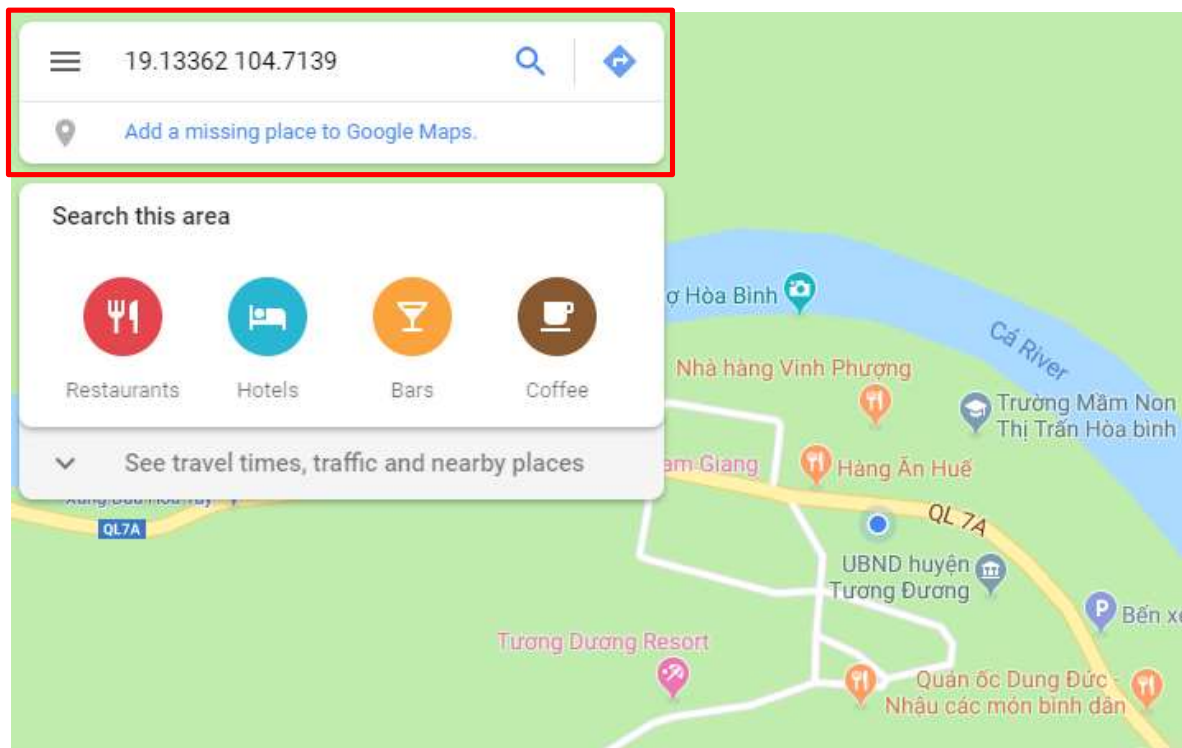 19.13362 104.7139
Add a missing place to Google Maps.
Search this area
Restaurants
Hotels
Bars
Coffee
See travel times, traffic and nearby places
QL7A
ợ Hòa Bình
Cả River
Nhà hàng Vinh Phượng
Trường Mầm Non
Thị Trấn Hòa bình
am Giang
Hàng Ăn Huế
QL 7A
UBND huyện
Tương Đương
P
Bến x
Tương Dương Resort
Quán ốc Dung Đức -
Nhậu các món bình dân